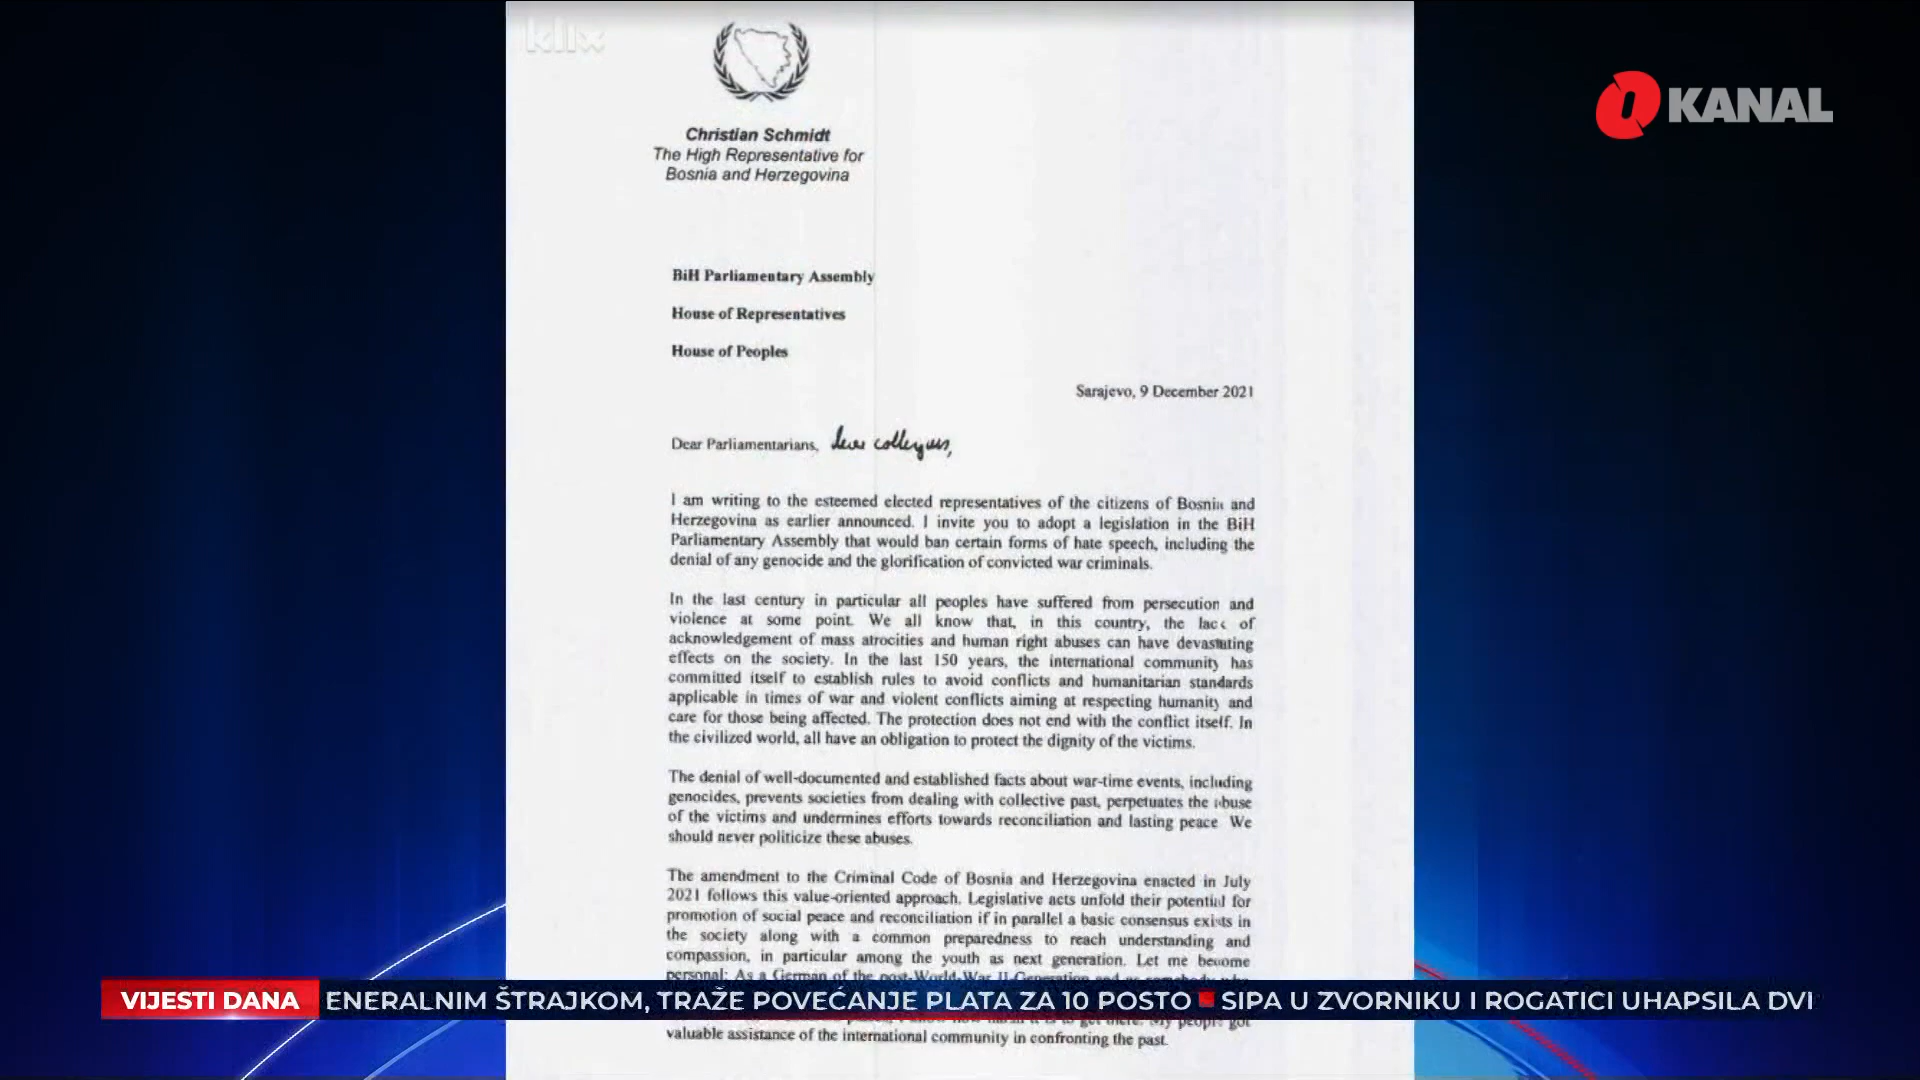 klix
O KANAL
Christian Schmidt
The High Representative for
Bosnia and Herzegovina
BiH Parliamentary Assembly
House of Representatives
House of Peoples
Sarajevo, 9 December 2021
Dear Parliamentarians, dear colleagues,
I am writing to the esteemed elected representatives of the citizens of Bosnia and
Herzegovina as earlier announced. I invite you to adopt a legislation in the BiH
Parliamentary Assembly that would ban certain forms of hate speech, including the
denial of any genocide and the glorification of convicted war criminals.
In the last century in particular all peoples have suffered from persecution and
violence at some point. We all know that, in this country, the lack of
acknowledgement of mass atrocities and human right abuses can have devastating
effects on the society. In the last 150 years, the international community has
committed itself to establish rules to avoid conflicts and humanitarian standards
applicable in times of war and violent conflicts aiming at respecting humanity and
care for those being affected. The protection does not end with the conflict itself. In
the civilized world, all have an obligation to protect the dignity of the victims.
The denial of well-documented and established facts about war-time events, including
genocides, prevents societies from dealing with collective past, perpetuates the abuse
of the victims and undermines efforts towards reconciliation and lasting peace We
should never politicize these abuses.
The amendment to the Criminal Code of Bosnia and Herzegovina enacted in July
2021 follows this value-oriented approach. Legislative acts unfold their potential for
promotion of social peace and reconciliation if in parallel a basic consensus exists in
the society along with a common preparedness to reach understanding and
compassion, in particular among the youth as next generation. Let me become
personal: As a German of the post-World War II Generation and as somebody who
VIJESTI DANA ENERALNIM ŠTRAJKOM, TRAŽE POVEĆANJE PLATA ZA 10 POSTO SIPA U ZVORNIKU I ROGATICI UHAPSILA DVI
hard it is to get there. My people got
valuable assistance of the international community in confronting the past.